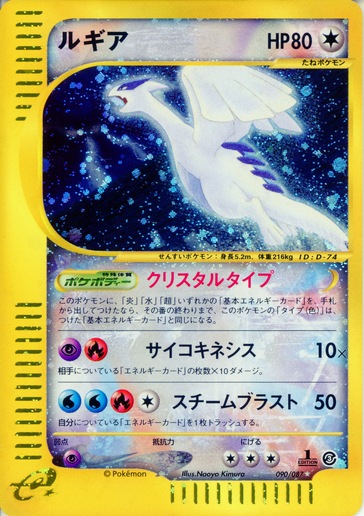 ルギア HP80
たねポケモン
せんすいポケモン：身長5.2m、体重216kg ID:D-74
特殊体質
ポケボディー クリスタルタイプ
このポケモンに、「炎」「水」「超」いずれかの「基本エネルギーカード」を、手札
から出してつけたなら、その番の終わりまで、このポケモンの「タイプ（色）」は、つ
けた「基本エネルギーカード」と同じになる。
サイコキネシス 10×
相手についている「エネルギーカード」の枚数×10ダメージ。
スチームブラスト 50
自分についている「エネルギーカード」を1枚トラッシュする。
弱点 抵抗力 にげる
1
EDITION
3
e
©Pokémon Illus.Naoyo Kimura 090/087